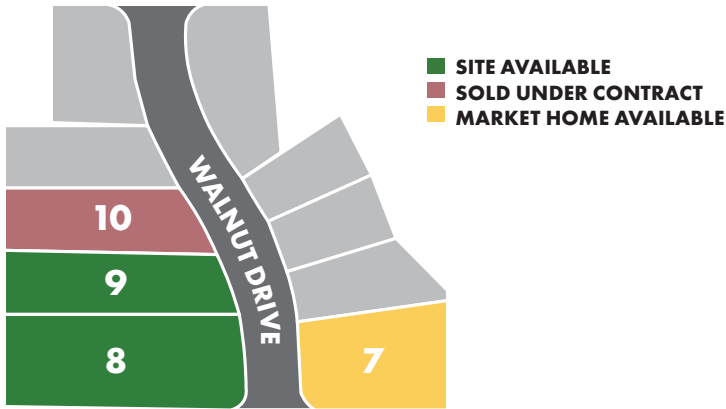 SITE AVAILABLE
SOLD UNDER CONTRACT
MARKET HOME AVAILABLE
WALNUT DRIVE
10
9
8
7